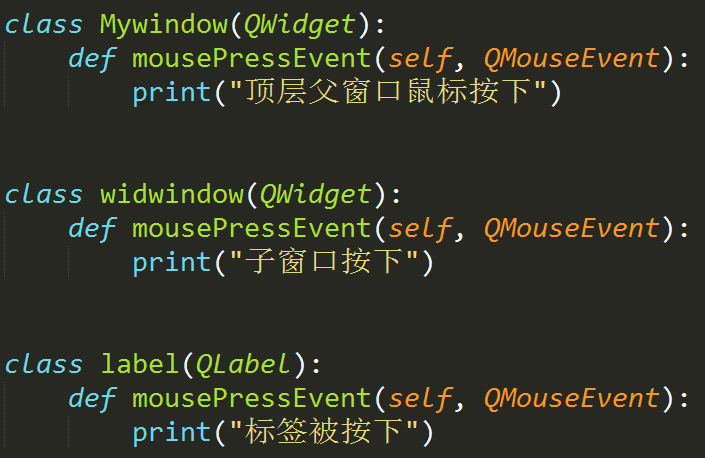 class Mywindow(QWidget):
    def mousePressEvent(self, QMouseEvent):
        print("顶层父窗口鼠标按下")
class widwindow(QWidget):
    def mousePressEvent(self, QMouseEvent):
        print("子窗口按下")
class label(QLabel):
    def mousePressEvent(self, QMouseEvent):
        print("标签被按下")